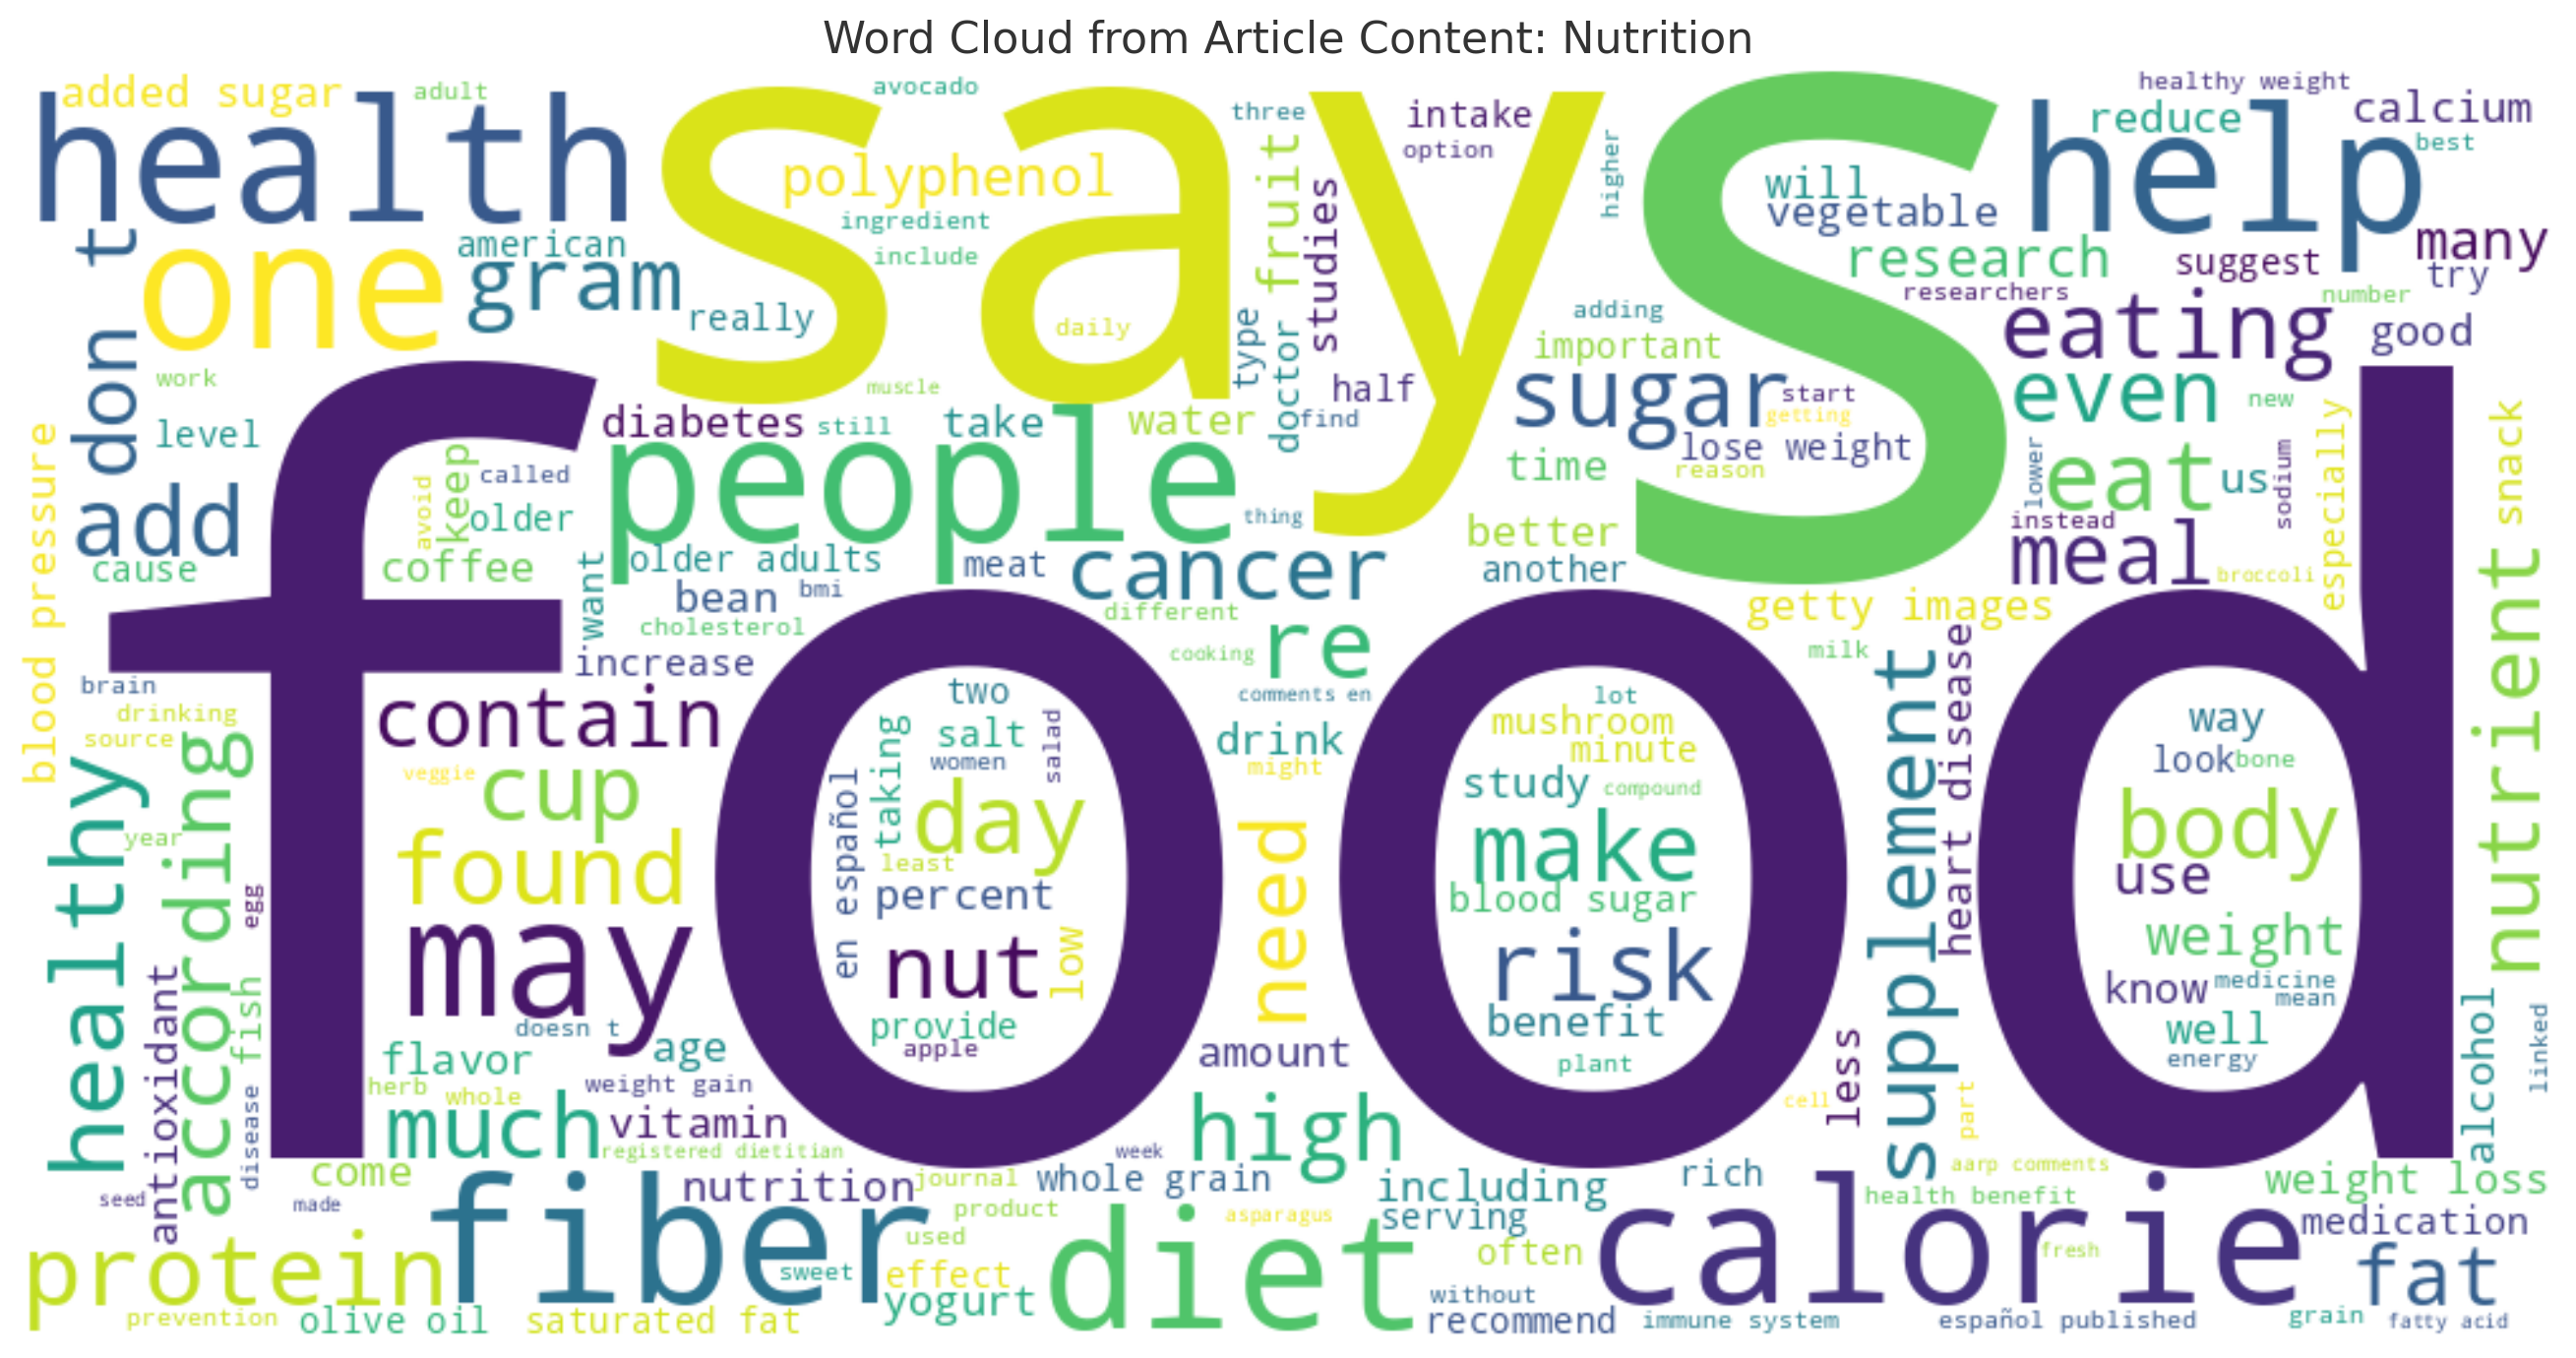 Word Cloud from Article Content: Nutrition
added sugar
adult
health
say
s
avocado
three
intake
option
healthy weight
reduce
calcium
best
help
polyphenol
ingredient
include
fruit
studies
higher
will
vegetable
research
researchers
suggest
many
try
number
don t
one
american
gram
really
daily
type
doctor
adding
important
eating
good
work
muscle
half
sugar
start
getting
even
new
level
diabetes
still
take
water
find
time
lose weight
reason
lower
eat
us
sodium
especially
snack
blood pressure
add
avoid
keep
called
older
people
thing
better
another
instead
meal
broccoli
cause
coffee
want
older adults
bean
bmi
meat
cancer
different
cholesterol
increase
cooking
re
getty images
milk
food
brain
drinking
source
contain
two
salt
salad
women
taking
comments en
drink
might
lot
mushroom
minute
study
compound
supplement
heart disease
way
look
bone
nutrient
healthy
according
year
egg
veggie
cup
found
may
doesn t
en español
day
least
percent
nut
low
provide
apple
need
make
blood sugar
risk
benefit
plant
body
use
weight
know
medicine
mean
well
energy
alcohol
linked
antioxidant
fish
disease
flavor
age
herb
whole
weight gain
much
vitamin
registered dietitian
amount
high
week
less
cell
part
come
seed
made
nutrition
journal
whole grain
product
asparagus
including
serving
rich
aarp comments
health benefit
weight loss
medication
protein
fiber
used
sweet
effect
yogurt
diet
often
calorie
fresh
fat
prevention
olive oil
saturated fat
without
recommend
immune system
español published
grain
fatty acid